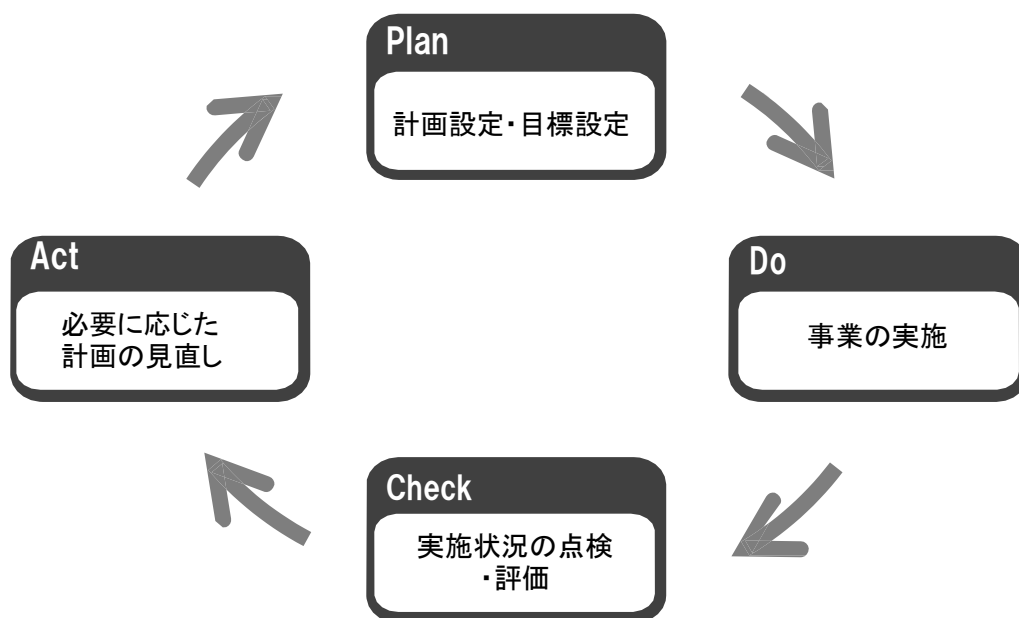 Plan
計画設定・目標設定
Do
事業の実施
Check
実施状況の点検
・評価
Act
必要に応じた
計画の見直し